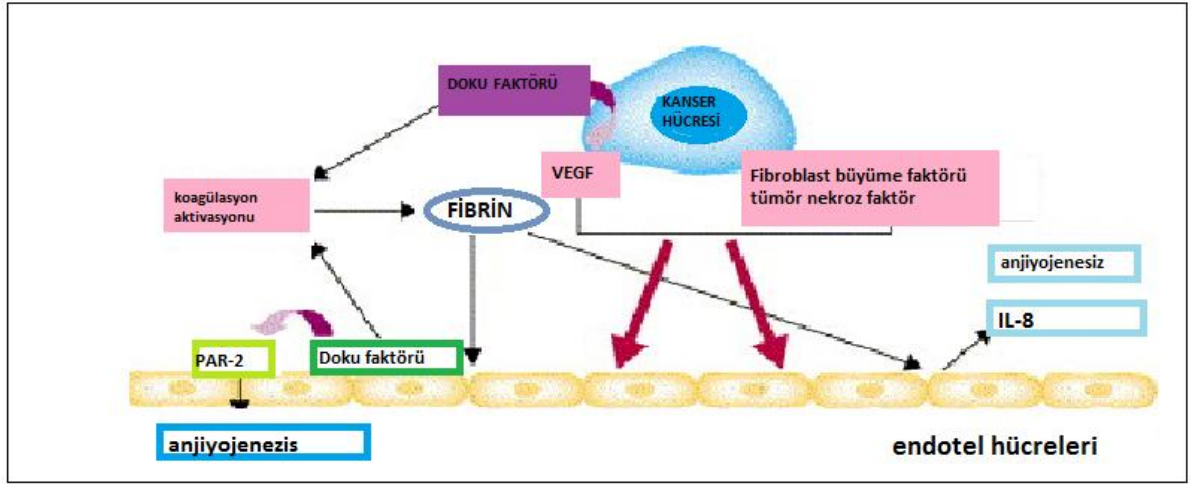 DOKU FAKTÖRÜ
KANSER
HÜCRESİ
VEGF
Fibroblast büyüme faktörü
tümör nekroz faktör
koagülasyon
aktivasyonu
FİBRİN
anjiyojenesiz
IL-8
PAR-2
Doku faktörü
anjiyojenezis
endotel hücreleri